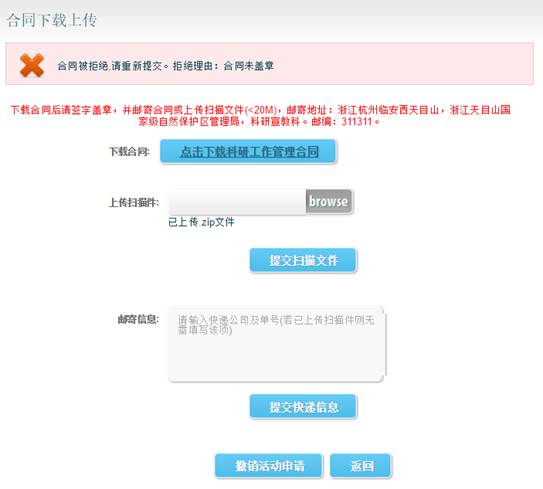 合同下载上传
合同被拒绝,请重新提交。拒绝理由：合同未盖章
下载合同后请签字盖章，并邮寄合同或上传扫描文件(<20M)，邮寄地址：浙江杭州临安西天目山，浙江天目山国
家级自然保护区管理局，科研宣教科。邮编：311311。
下载合同: 点击下载科研工作管理合同
上传扫描件: browse
已上传.zip文件
提交扫描文件
邮寄信息: 请输入快递公司及单号(若已上传扫描件则无
需填写该项)
提交快递信息
撤销活动申请 返回